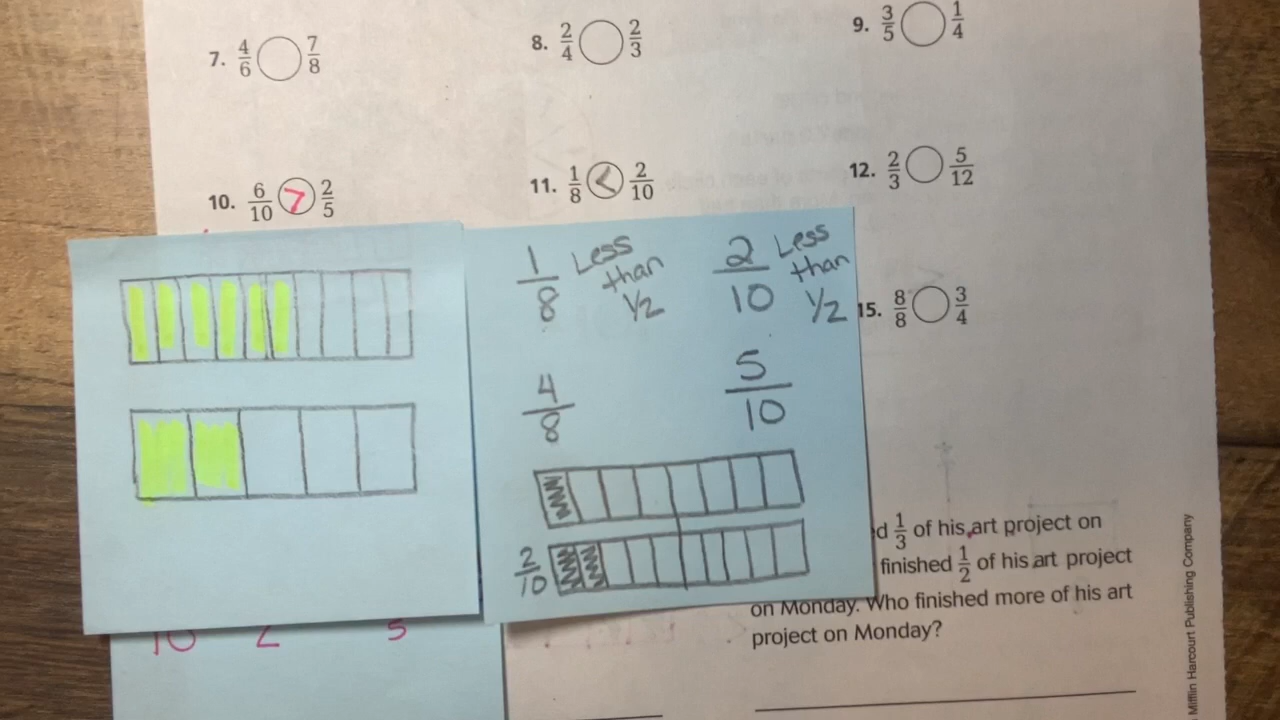 7. 4/6 ◯ 7/8
8. 2/4 ◯ 2/3
9. 3/5 ◯ 1/4
10. 6/10 > 2/5
11. 1/8 < 2/10
12. 2/3 ◯ 5/12
1/8 Less than 1/2
2/10 Less than 1/2
15. 8/8 ◯ 3/4
4/8
5/10
2/10
d 1/3 of his art project on
finished 1/2 of his art project
on Monday. Who finished more of his art
project on Monday?
10 2 5
Mifflin Harcourt Publishing Company